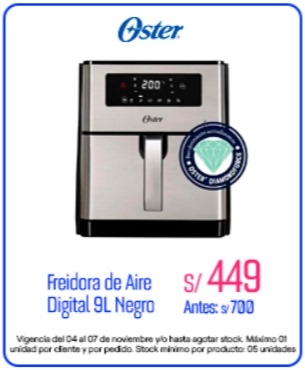 Oster
200°
Oster
OSTER® DIAMONDFORCE
Freidora de Aire
Digital 9L Negro
S/ 449
Antes: s/700
Vigencia del 04 al 07 de noviembre y/o hasta agotar stock. Máximo 01
unidad por cliente y por pedido. Stock mínimo por producto: 05 unidades